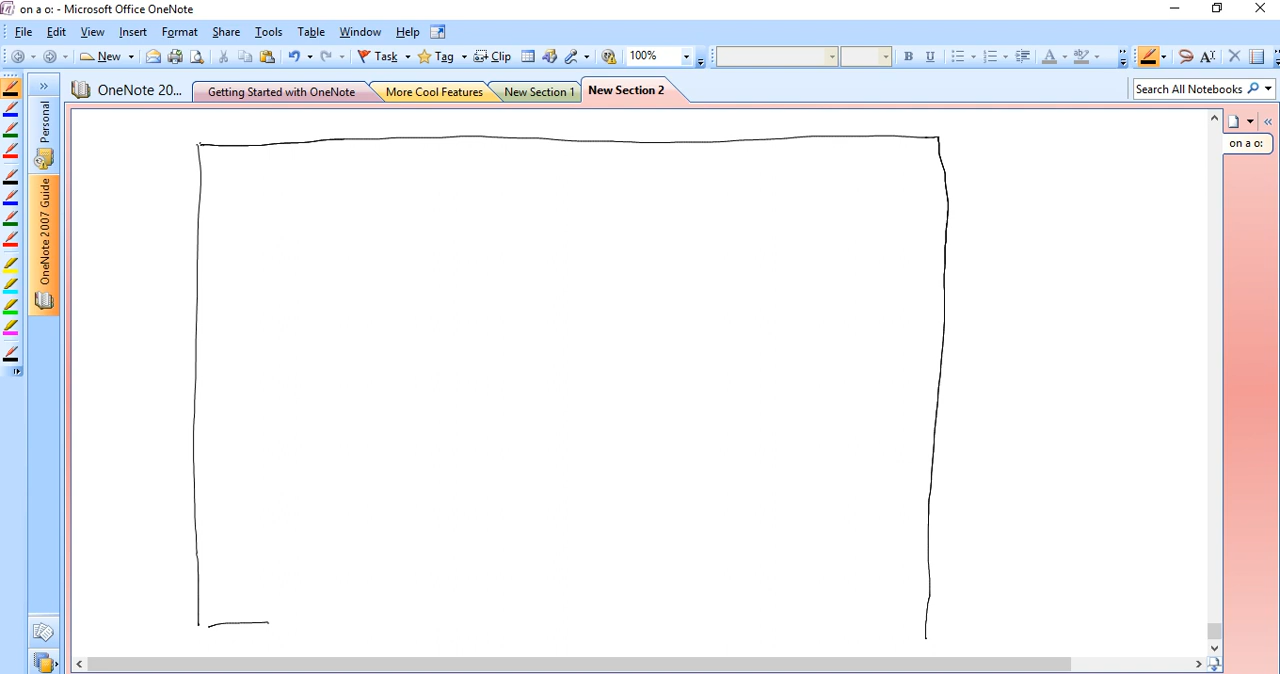 on a o: - Microsoft Office OneNote
File Edit View Insert Format Share Tools Table Window Help
New Task Tag Clip 100% B U A ab
» OneNote 20... Getting Started with OneNote More Cool Features New Section 1 New Section 2 Search All Notebooks
Personal
OneNote 2007 Guide
on a o: